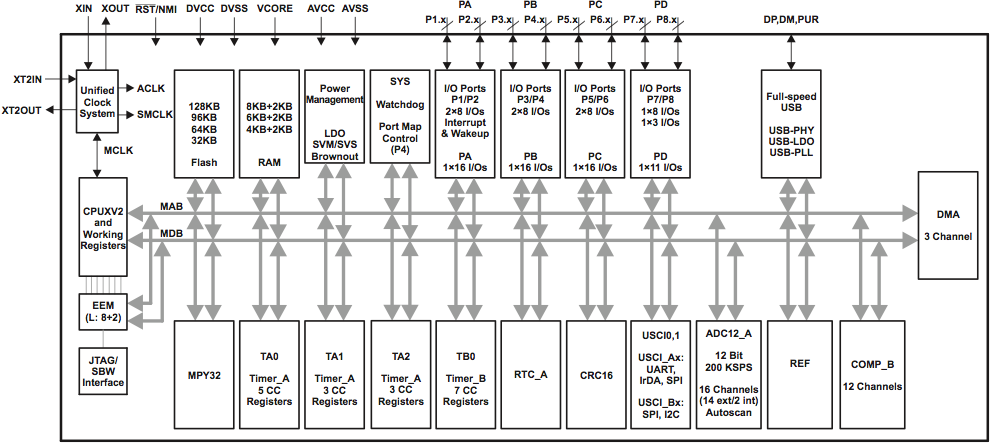 XIN
XOUT
RST/NMI
DVCC
DVSS
VCORE
AVCC
AVSS
PA
P1.x
P2.x
PB
P3.x
P4.x
PC
P5.x
P6.x
PD
P7.x
P8.x
DP,DM,PUR
XT2IN
XT2OUT
Unified
Clock
System
ACLK
SMCLK
MCLK
128KB
96KB
64KB
32KB
Flash
8KB+2KB
6KB+2KB
4KB+2KB
RAM
Power
Management
LDO
SVM/SVS
Brownout
SYS
Watchdog
Port Map
Control
(P4)
I/O Ports
P1/P2
2×8 I/Os
Interrupt
& Wakeup
PA
1×16 I/Os
I/O Ports
P3/P4
2×8 I/Os
PB
1×16 I/Os
I/O Ports
P5/P6
2×8 I/Os
PC
1×16 I/Os
I/O Ports
P7/P8
1×8 I/Os
1×3 I/Os
PD
1×11 I/Os
Full-speed
USB
USB-PHY
USB-LDO
USB-PLL
CPUXV2
and
Working
Registers
MAB
MDB
DMA
3 Channel
EEM
(L: 8+2)
JTAG/
SBW
Interface
MPY32
TA0
Timer_A
5 CC
Registers
TA1
Timer_A
3 CC
Registers
TA2
Timer_A
3 CC
Registers
TB0
Timer_B
7 CC
Registers
RTC_A
CRC16
USCI0,1
USCI_Ax:
UART,
IrDA, SPI
USCI_Bx:
SPI, I2C
ADC12_A
12 Bit
200 KSPS
16 Channels
(14 ext/2 int)
Autoscan
REF
COMP_B
12 Channels